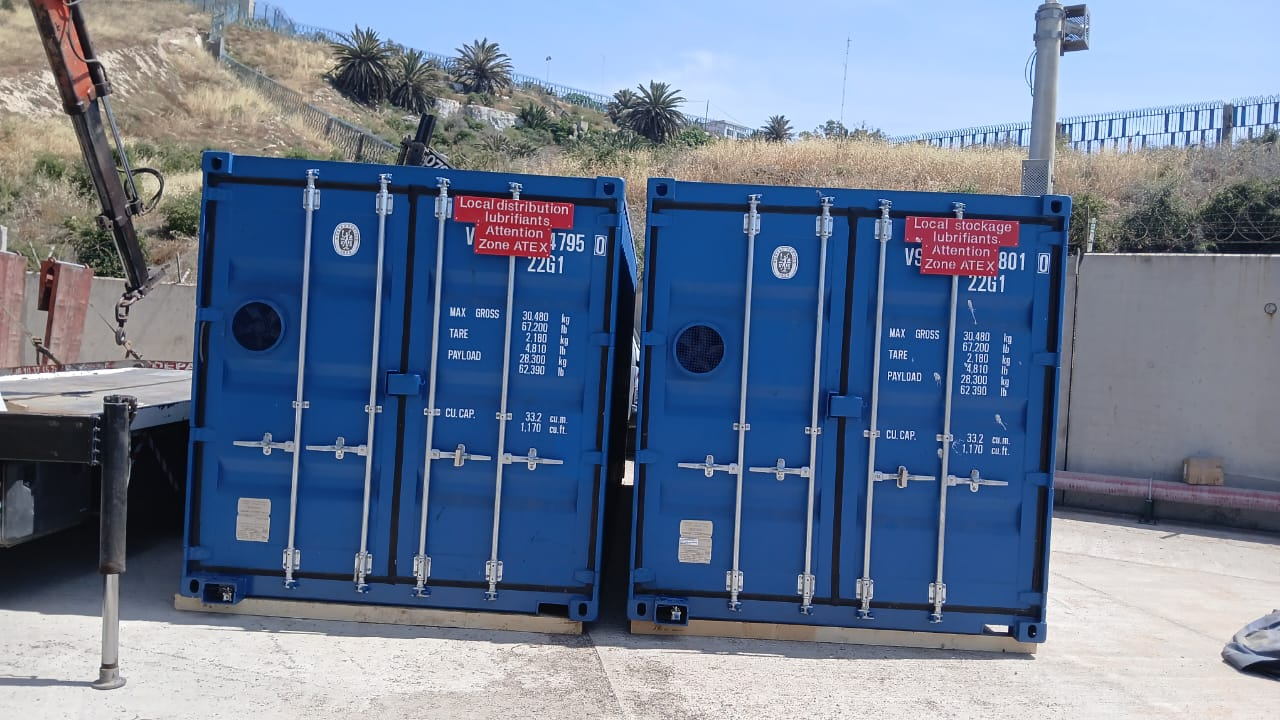 Local distribution
lubrifiants
Attention
Zone ATEX
4795 0
22G1
MAX GROSS 30.480 kg
67.200 lb
TARE 2.180 kg
4.810 lb
PAYLOAD 28.300 kg
62.390 lb
CU. CAP. 33.2 cu.m.
1.170 cu.ft.
Local stockage
lubrifiants.
Attention
Zone ATEX
VS 801 0
22G1
MAX GROSS 30.480 kg
67.200 lb
TARE 2.180 kg
4.810 lb
PAYLOAD 28.300 kg
62.390 lb
CU. CAP. 33.2 cu.m.
1.170 cu.ft.